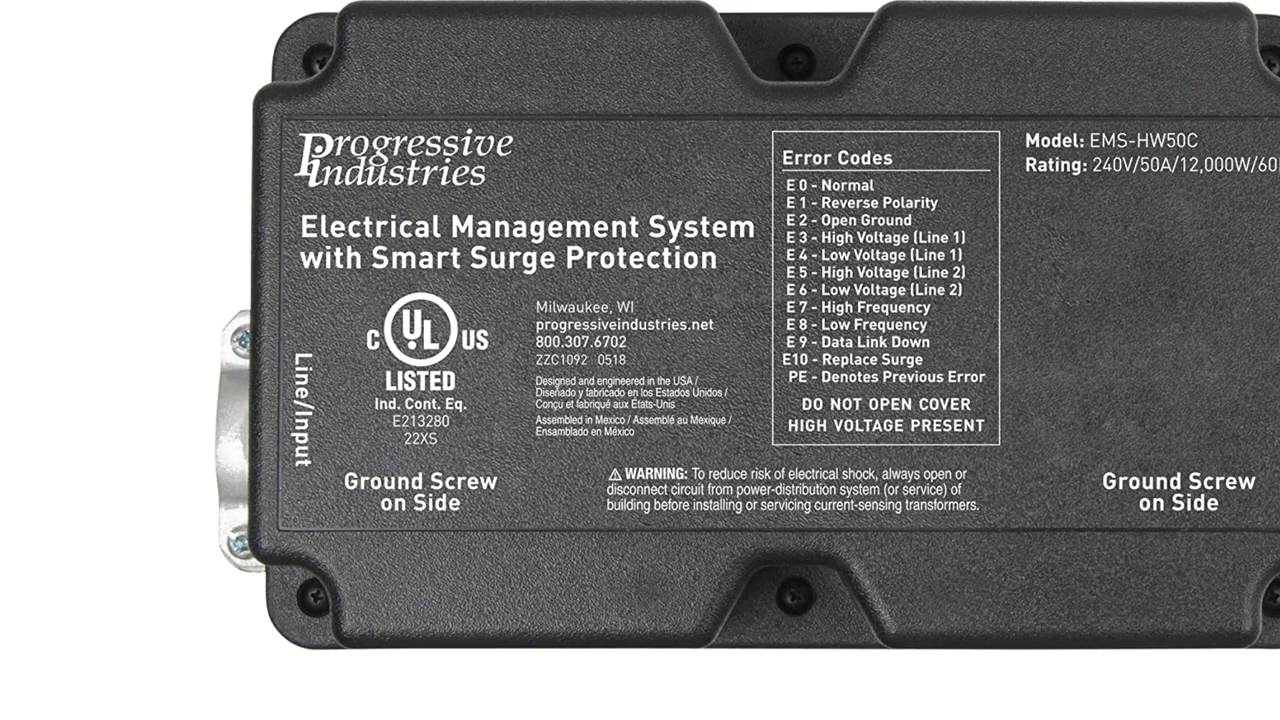 Progressive
Industries
Electrical Management System
with Smart Surge Protection
Line/Input
C UL US
LISTED
Ind. Cont. Eq.
E213280
22XS
Milwaukee, WI
progressiveindustries.net
800.307.6702
ZZC1092 0518
Designed and engineered in the USA /
Diseñado y fabricado en los Estados Unidos /
Conçu et fabriqué aux États-Unis
Assembled in Mexico / Assemblé au Mexique /
Ensamblado en México
Ground Screw
on Side
Error Codes
E 0 - Normal
E 1 - Reverse Polarity
E 2 - Open Ground
E 3 - High Voltage (Line 1)
E 4 - Low Voltage (Line 1)
E 5 - High Voltage (Line 2)
E 6 - Low Voltage (Line 2)
E 7 - High Frequency
E 8 - Low Frequency
E 9 - Data Link Down
E10 - Replace Surge
PE - Denotes Previous Error
DO NOT OPEN COVER
HIGH VOLTAGE PRESENT
⚠ WARNING: To reduce risk of electrical shock, always open or
disconnect circuit from power-distribution system (or service) of
building before installing or servicing current-sensing transformers.
Model: EMS-HW50C
Rating: 240V/50A/12,000W/60
Ground Screw
on Side